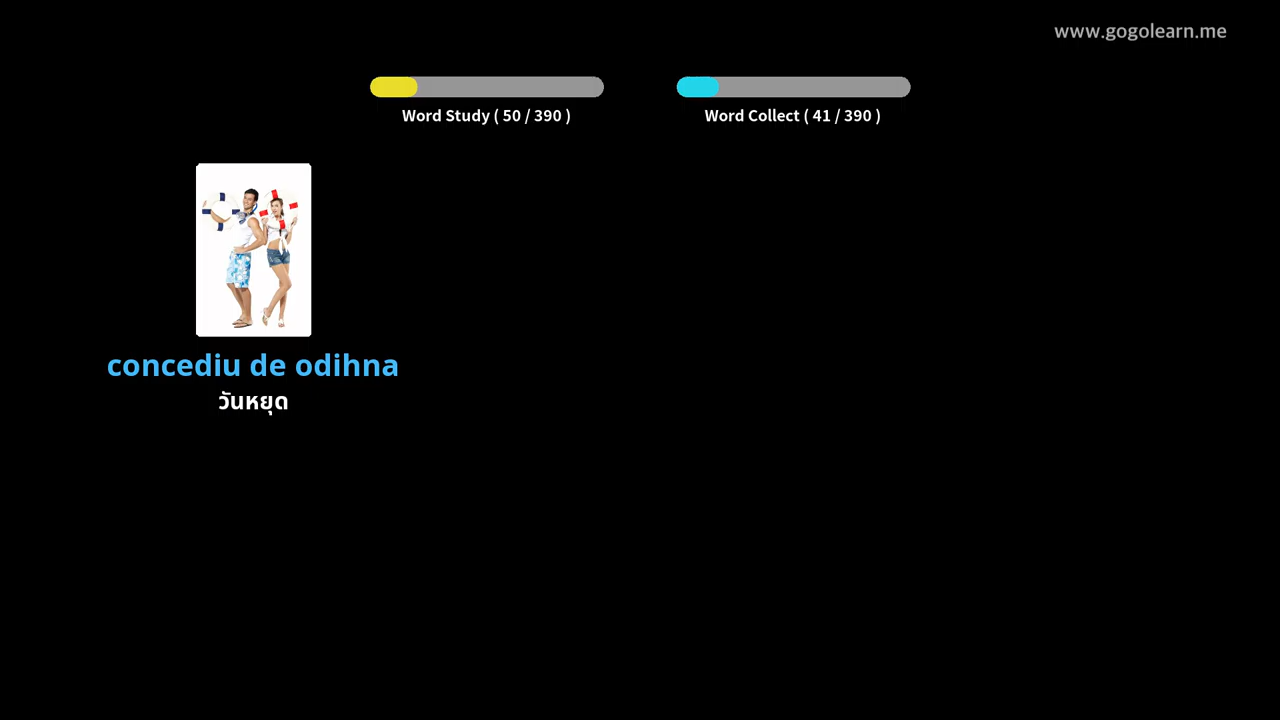 www.gogolearn.me
Word Study ( 50 / 390 )
Word Collect ( 41 / 390 )
concediu de odihna
วันหยุด